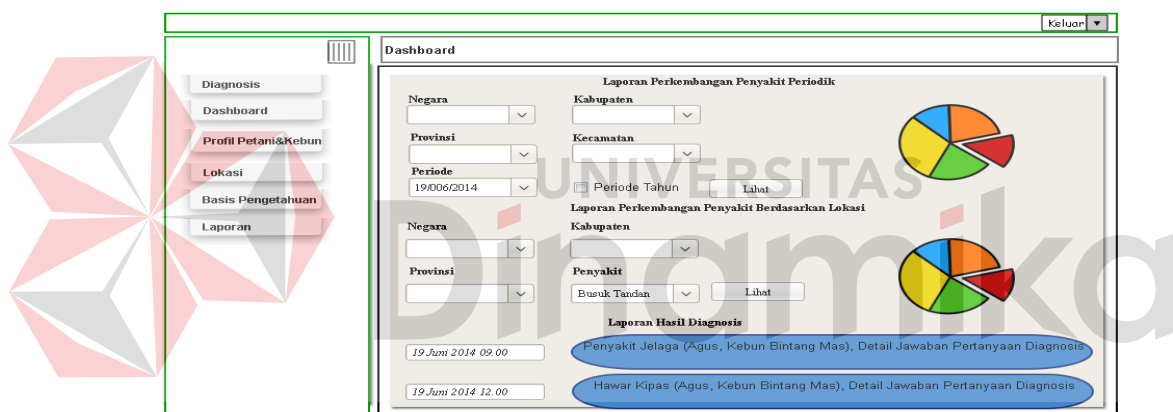 Keluar
Dashboard
Diagnosis
Dashboard
Profil Petani&Kebun
Lokasi
Basis Pengetahuan
Laporan
Laporan Perkembangan Penyakit Periodik
Negara Kabupaten
Provinsi Kecamatan
Periode
19/006/2014 Periode Tahun Lihat
Laporan Perkembangan Penyakit Berdasarkan Lokasi
Negara Kabupaten
Provinsi Penyakit
Busuk Tandan Lihat
Laporan Hasil Diagnosis
19 Juni 2014 09.00 Penyakit Jelaga (Agus, Kebun Bintang Mas), Detail Jawaban Pertanyaan Diagnosis
19 Juni 2014 12.00 Hawar Kipas (Agus, Kebun Bintang Mas), Detail Jawaban Pertanyaan Diagnosis
UNIVERSITAS
Dinamika